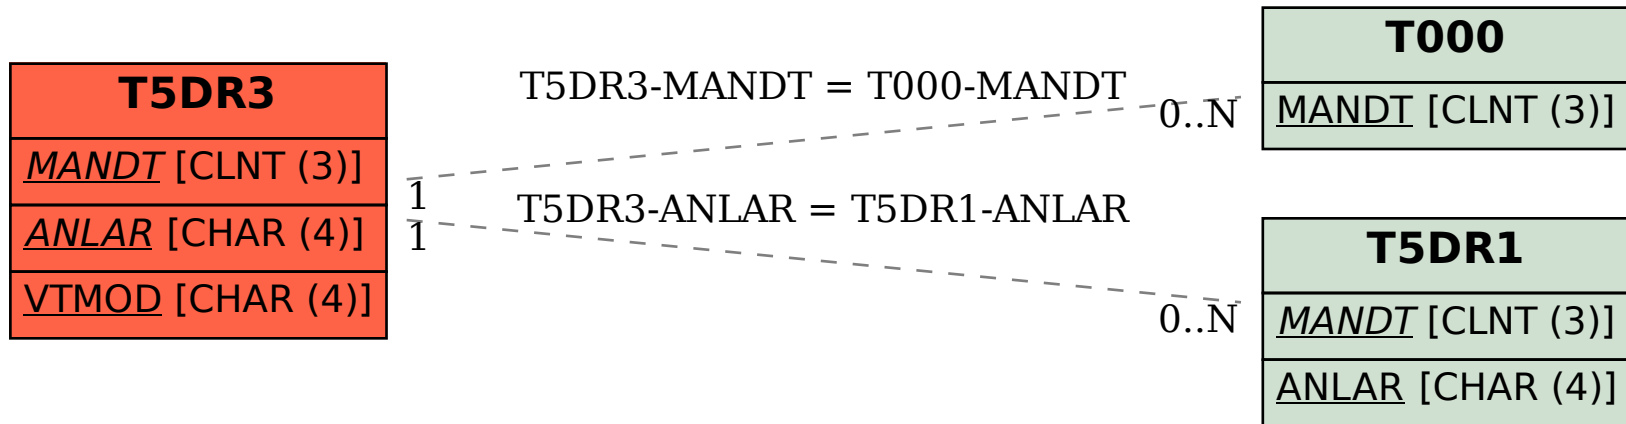 T5DR3
MANDT [CLNT (3)]
ANLAR [CHAR (4)]
VTMOD [CHAR (4)]
T5DR3-MANDT = T000-MANDT
0..N
1
T5DR3-ANLAR = T5DR1-ANLAR
1
0..N
T000
MANDT [CLNT (3)]
T5DR1
MANDT [CLNT (3)]
ANLAR [CHAR (4)]